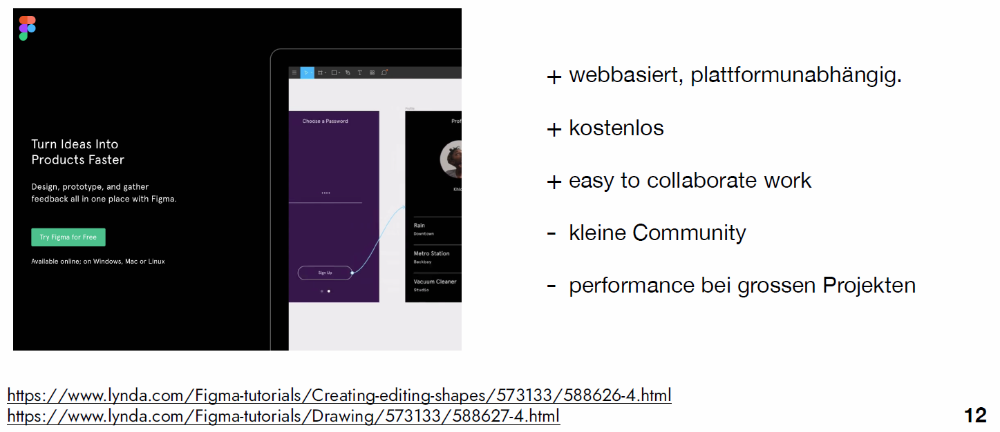 Turn Ideas Into
Products Faster
Design, prototype, and gather
feedback all in one place with Figma.
Try Figma for Free
Available online; on Windows, Mac or Linux
T
Choose a Password
Sign Up
Profile
Prof
Khlo
Rain
Downtown
Metro Station
Backbay
Vacuum Cleaner
Studio
+ webbasiert, plattformunabhängig.
+ kostenlos
+ easy to collaborate work
- kleine Community
- performance bei grossen Projekten
https://www.lynda.com/Figma-tutorials/Creating-editing-shapes/573133/588626-4.html
https://www.lynda.com/Figma-tutorials/Drawing/573133/588627-4.html
12